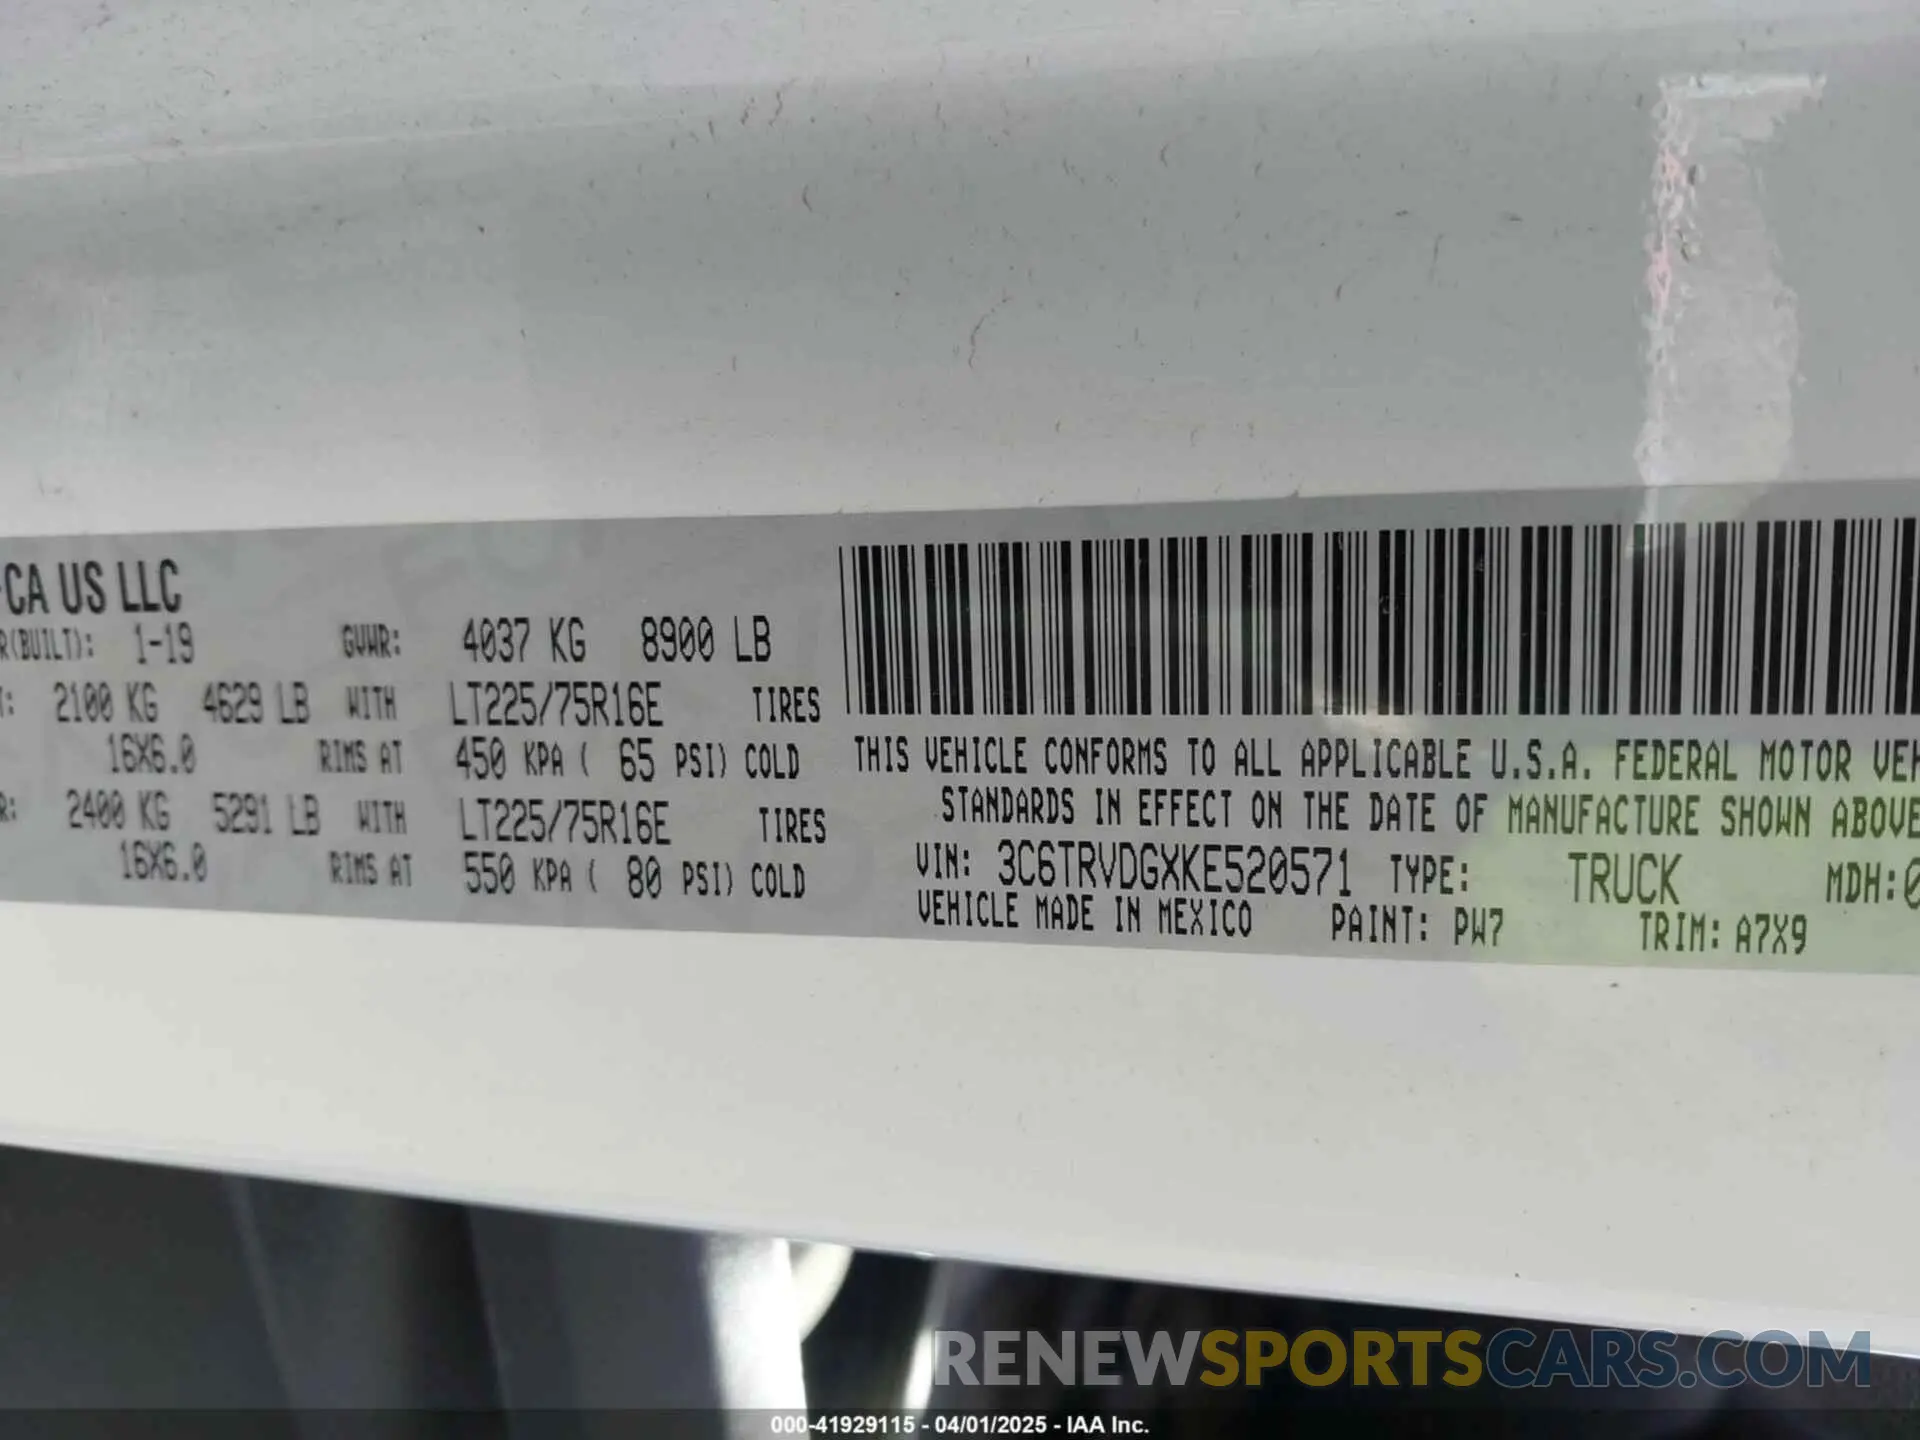 CA US LLC
R(BUILT): 1-19 GVWR: 4037 KG 8900 LB
T: 2100 KG 4629 LB WITH LT225/75R16E TIRES
16X6.0 RIMS AT 450 KPA ( 65 PSI) COLD
R: 2400 KG 5291 LB WITH LT225/75R16E TIRES
16X6.0 RIMS AT 550 KPA ( 80 PSI) COLD
THIS VEHICLE CONFORMS TO ALL APPLICABLE U.S.A. FEDERAL MOTOR VEH
STANDARDS IN EFFECT ON THE DATE OF MANUFACTURE SHOWN ABOVE
VIN: 3C6TRVDGXKE520571 TYPE: TRUCK MDH:0
VEHICLE MADE IN MEXICO PAINT: PW7 TRIM: A7X9
RENEWSPORTSCARS.COM
000-41929115 - 04/01/2025 - IAA Inc.